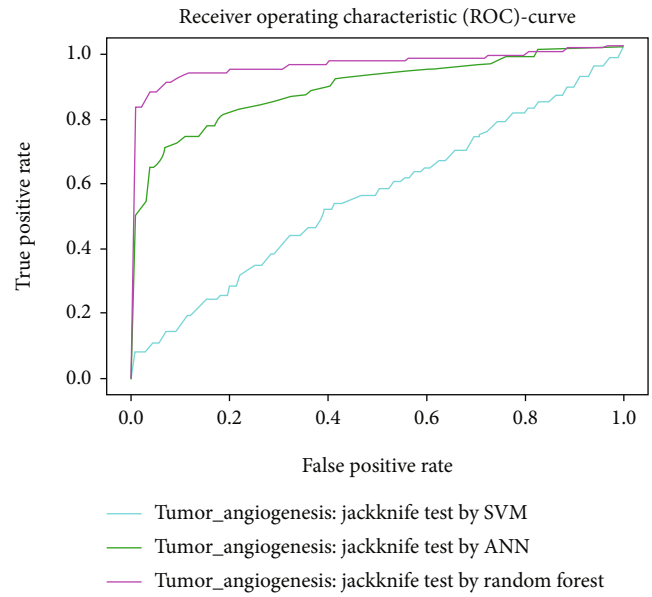 Receiver operating characteristic (ROC)-curve
True positive rate
1.0
0.8
0.6
0.4
0.2
0.0
0.0 0.2 0.4 0.6 0.8 1.0
False positive rate
Tumor_angiogenesis: jackknife test by SVM
Tumor_angiogenesis: jackknife test by ANN
Tumor_angiogenesis: jackknife test by random forest